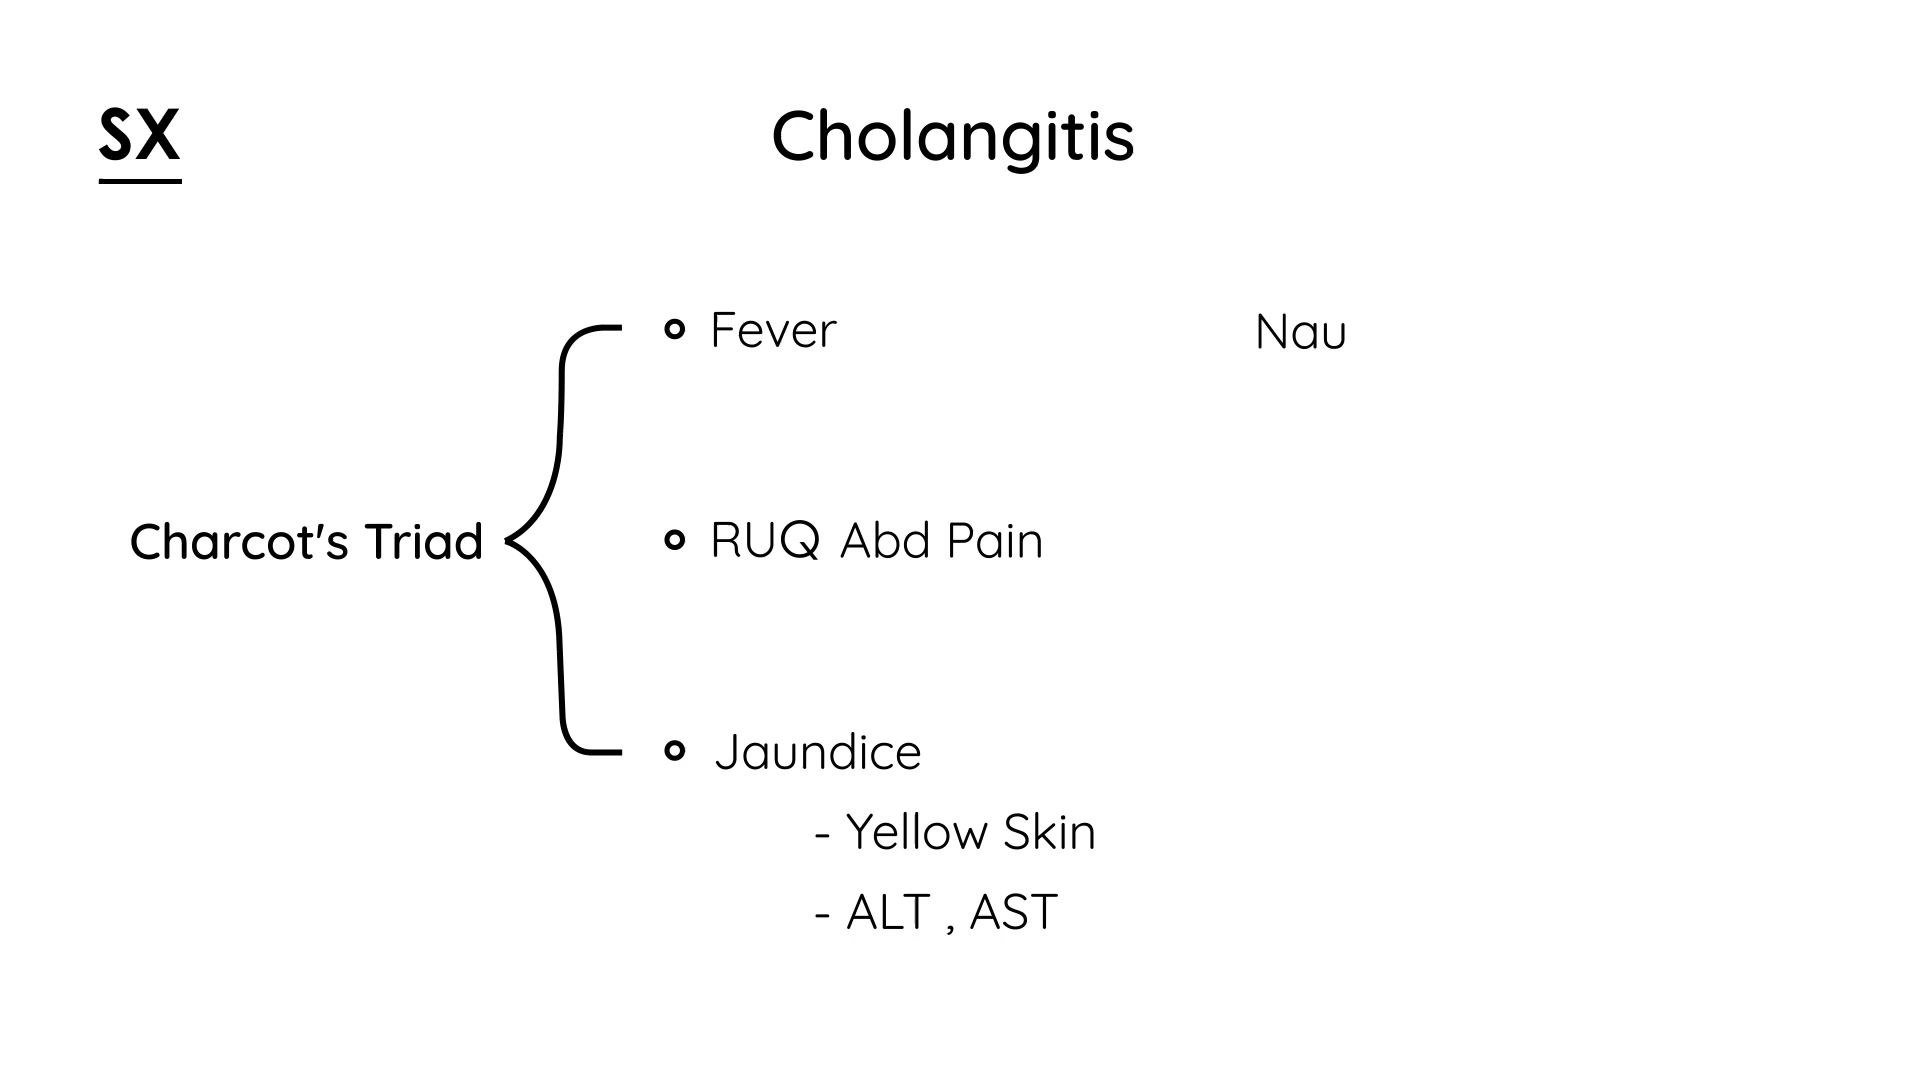 SX
Cholangitis
Charcot's Triad
Fever
RUQ Abd Pain
Jaundice
- Yellow Skin
- ALT , AST
Nau